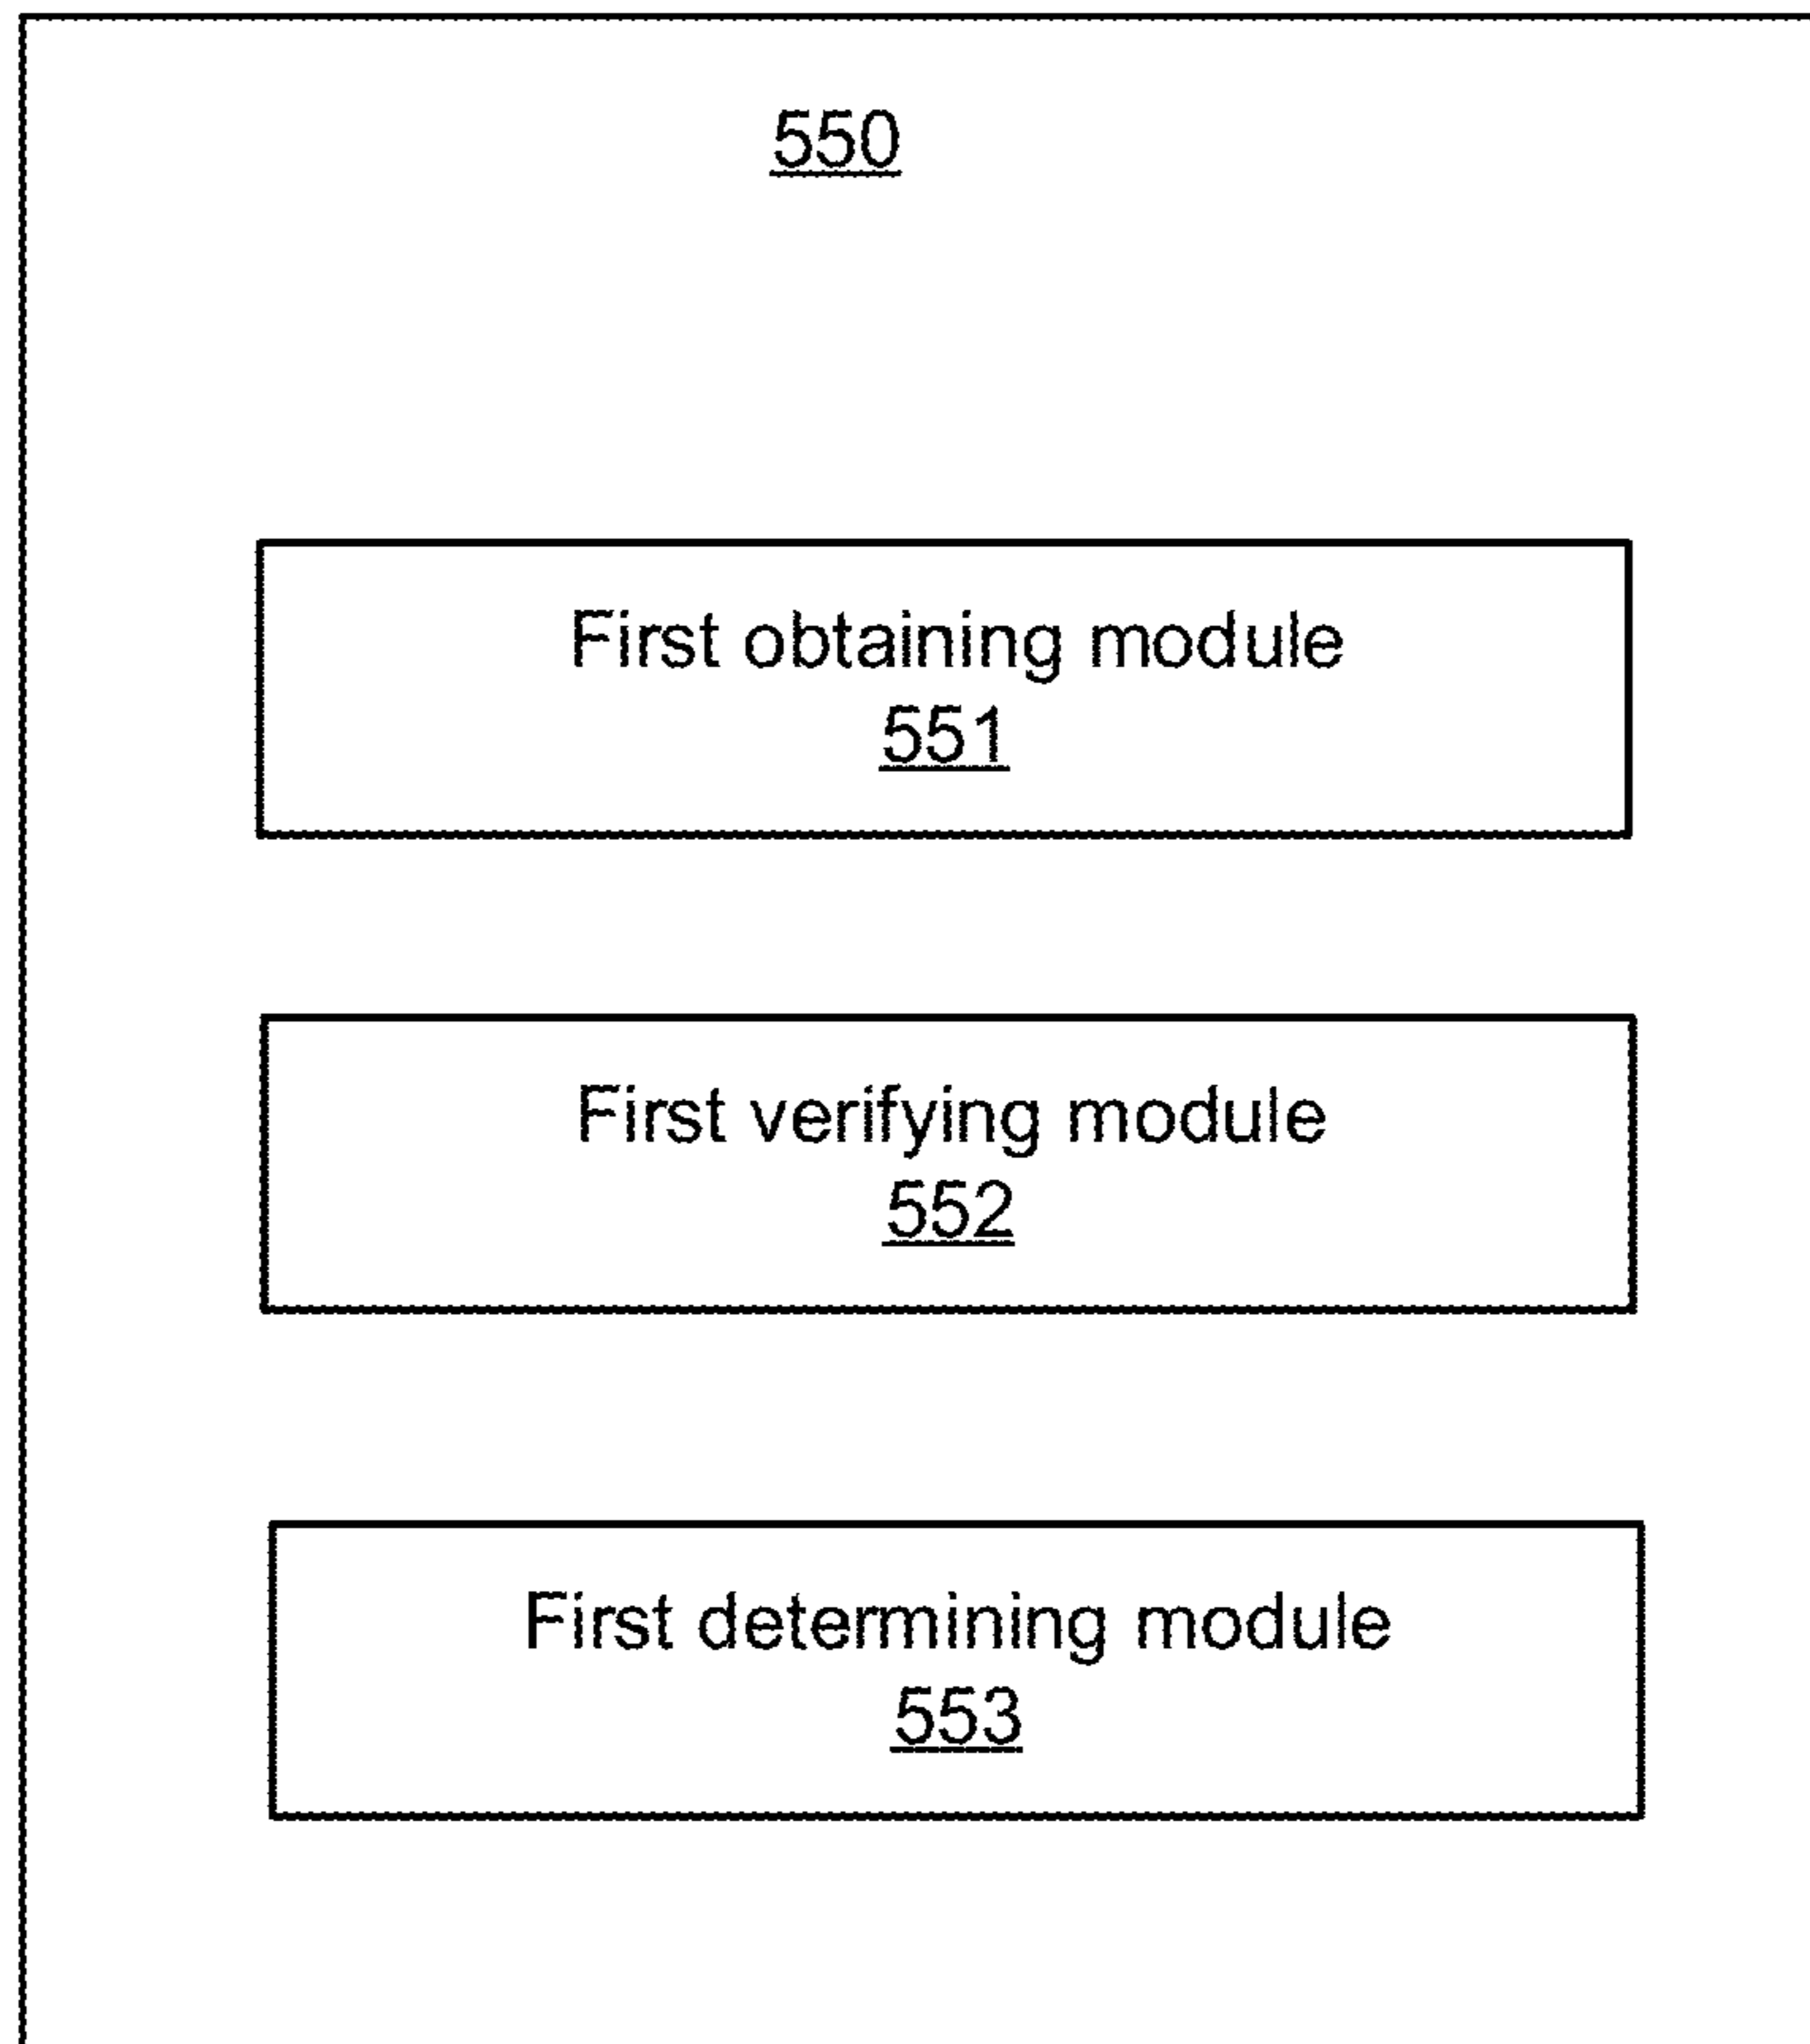 550
First obtaining module
551
First verifying module
552
First determining module
553